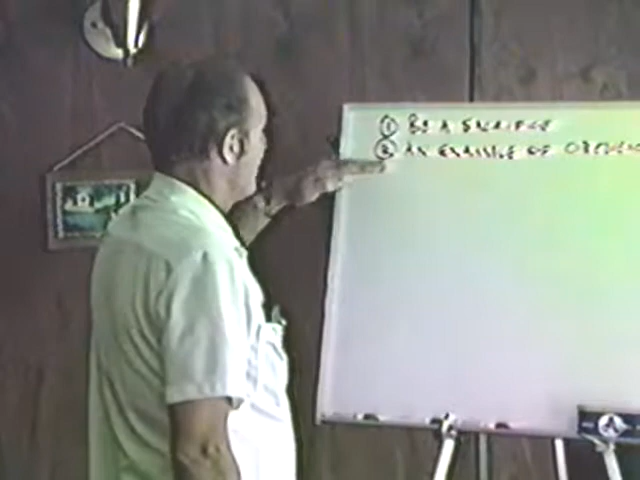 ① BE A SACRIFICE
② AN EXAMPLE OF